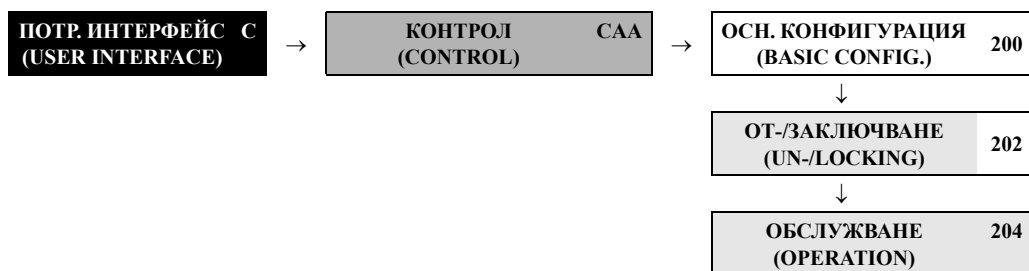 ПОТР. ИНТЕРФЕЙС C
(USER INTERFACE)
→
КОНТРОЛ CAA
(CONTROL)
→
ОСН. КОНФИГУРАЦИЯ 200
(BASIC CONFIG.)
↓
ОТ-/ЗАКЛЮЧВАНЕ 202
(UN-/LOCKING)
↓
ОБСЛУЖВАНЕ 204
(OPERATION)